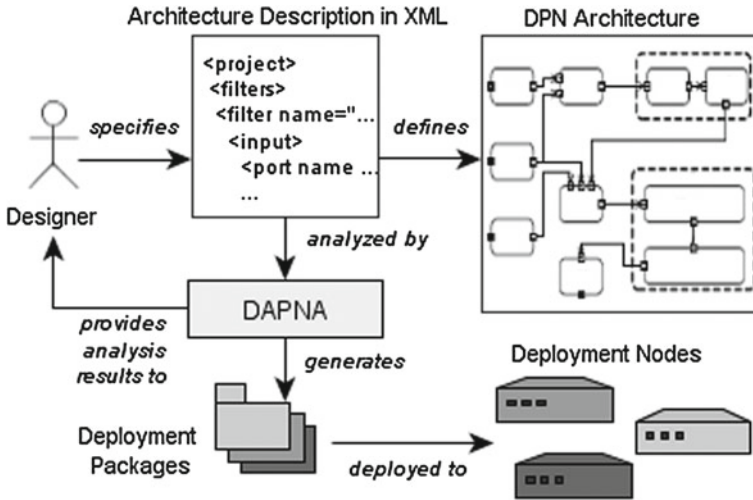 Architecture Description in XML
DPN Architecture
<project>
<filters>
<filter name="...
<input>
<port name ...
...
specifies
defines
Designer
analyzed by
DAPNA
provides
analysis
results to
generates
Deployment Nodes
Deployment
Packages
deployed to